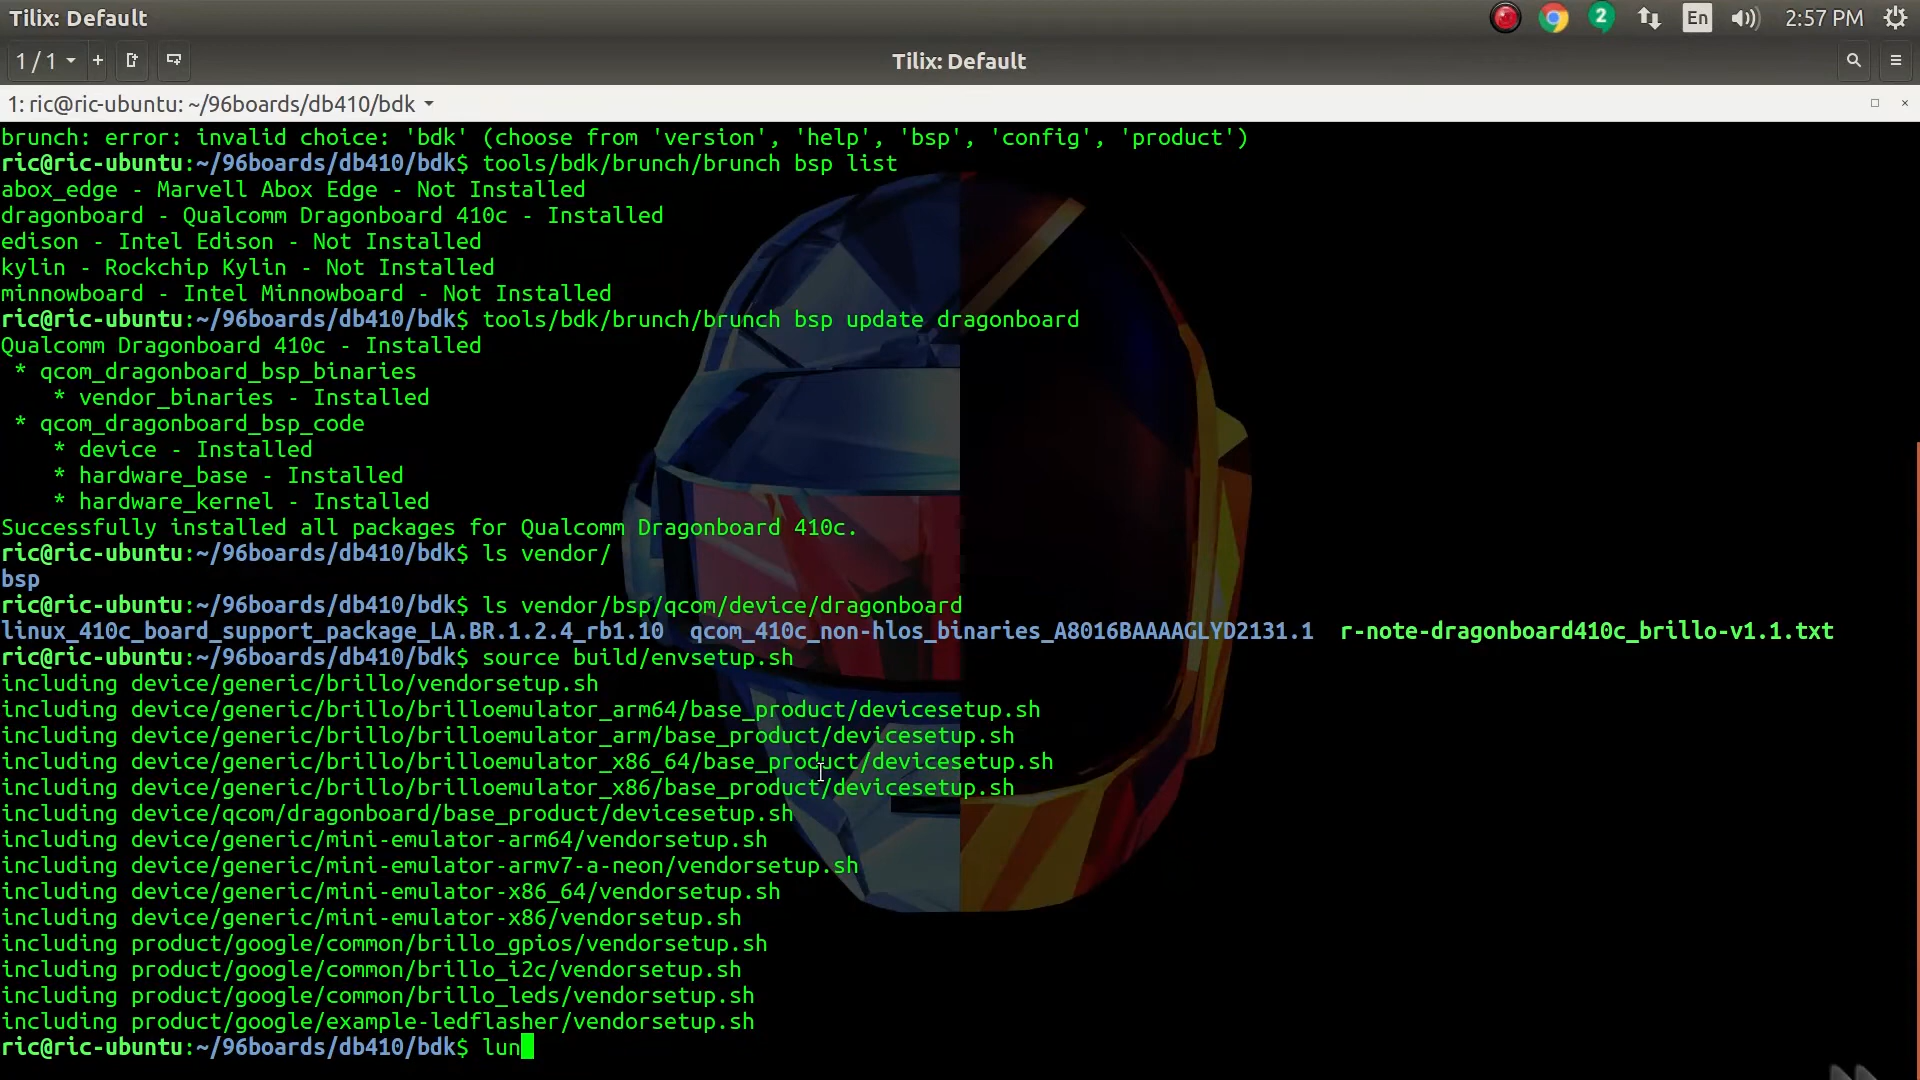 Tilix: Default
2
En
2:57 PM
1 / 1
+
Tilix: Default
1: ric@ric-ubuntu: ~/96boards/db410/bdk
brunch: error: invalid choice: 'bdk' (choose from 'version', 'help', 'bsp', 'config', 'product')
ric@ric-ubuntu:~/96boards/db410/bdk$ tools/bdk/brunch/brunch bsp list
abox_edge - Marvell Abox Edge - Not Installed
dragonboard - Qualcomm Dragonboard 410c - Installed
edison - Intel Edison - Not Installed
kylin - Rockchip Kylin - Not Installed
minnowboard - Intel Minnowboard - Not Installed
ric@ric-ubuntu:~/96boards/db410/bdk$ tools/bdk/brunch/brunch bsp update dragonboard
Qualcomm Dragonboard 410c - Installed
 * qcom_dragonboard_bsp_binaries
    * vendor_binaries - Installed
 * qcom_dragonboard_bsp_code
    * device - Installed
    * hardware_base - Installed
    * hardware_kernel - Installed
Successfully installed all packages for Qualcomm Dragonboard 410c.
ric@ric-ubuntu:~/96boards/db410/bdk$ ls vendor/
bsp
ric@ric-ubuntu:~/96boards/db410/bdk$ ls vendor/bsp/qcom/device/dragonboard
linux_410c_board_support_package_LA.BR.1.2.4_rb1.10  qcom_410c_non-hlos_binaries_A8016BAAAAGLYD2131.1  r-note-dragonboard410c_brillo-v1.1.txt
ric@ric-ubuntu:~/96boards/db410/bdk$ source build/envsetup.sh
including device/generic/brillo/vendorsetup.sh
including device/generic/brillo/brilloemulator_arm64/base_product/devicesetup.sh
including device/generic/brillo/brilloemulator_arm/base_product/devicesetup.sh
including device/generic/brillo/brilloemulator_x86_64/base_product/devicesetup.sh
including device/generic/brillo/brilloemulator_x86/base_product/devicesetup.sh
including device/qcom/dragonboard/base_product/devicesetup.sh
including device/generic/mini-emulator-arm64/vendorsetup.sh
including device/generic/mini-emulator-armv7-a-neon/vendorsetup.sh
including device/generic/mini-emulator-x86_64/vendorsetup.sh
including device/generic/mini-emulator-x86/vendorsetup.sh
including product/google/common/brillo_gpios/vendorsetup.sh
including product/google/common/brillo_i2c/vendorsetup.sh
including product/google/common/brillo_leds/vendorsetup.sh
including product/google/example-ledflasher/vendorsetup.sh
ric@ric-ubuntu:~/96boards/db410/bdk$ lun